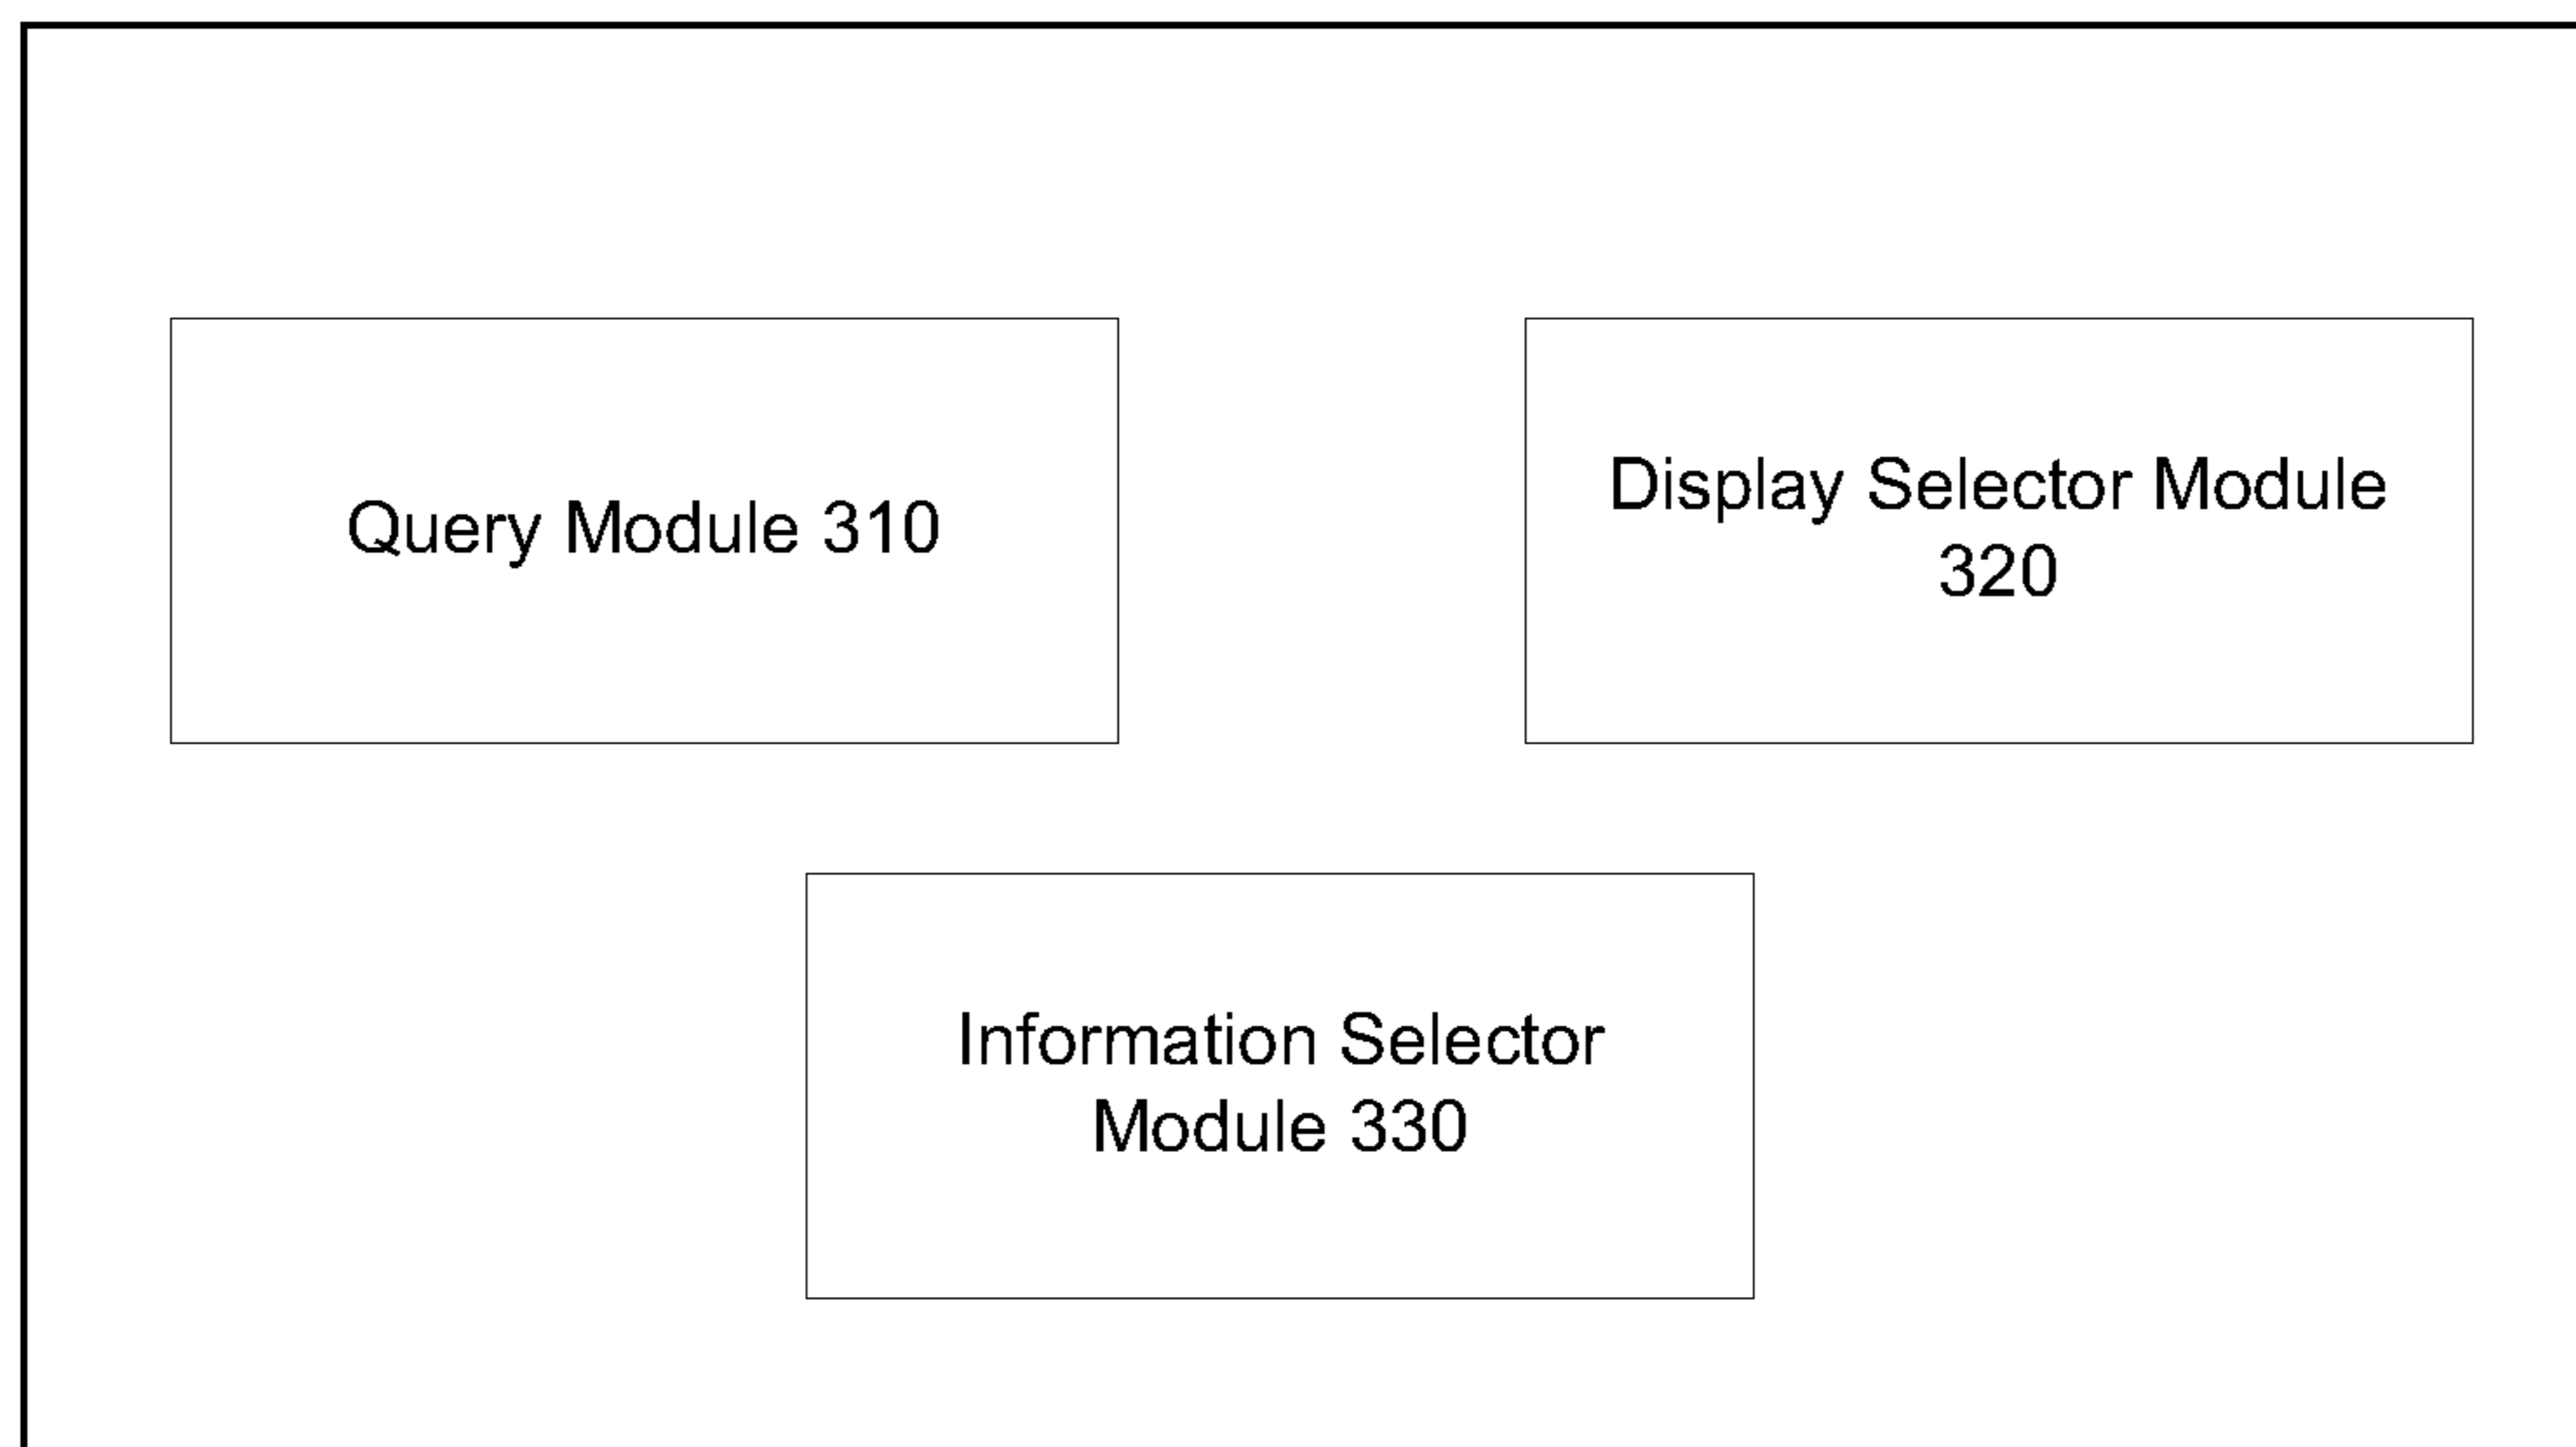 Query Module 310
Display Selector Module
320
Information Selector
Module 330